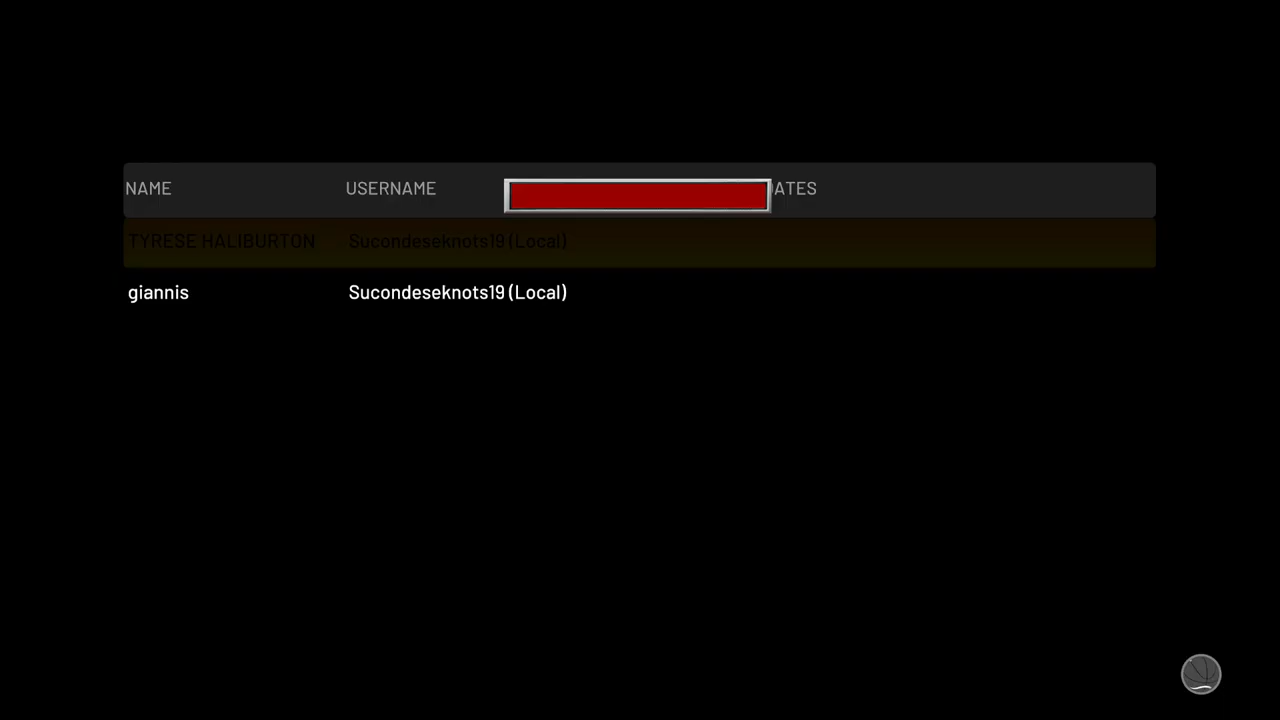 NAME USERNAME ATES
TYRESE HALIBURTON Sucondeseknots19 (Local)
giannis Sucondeseknots19 (Local)